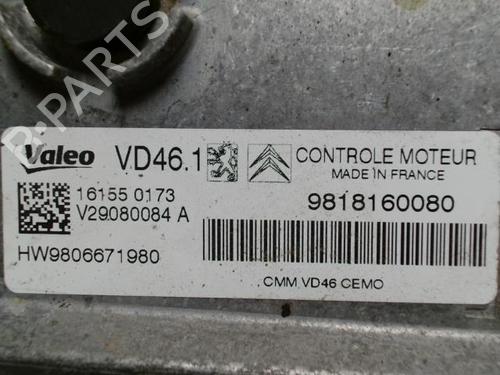 B-PARTS
Valeo VD46.1 CONTROLE MOTEUR
MADE IN FRANCE
16155 0173
V29080084 A
9818160080
HW9806671980
CMM VD46 CEMO